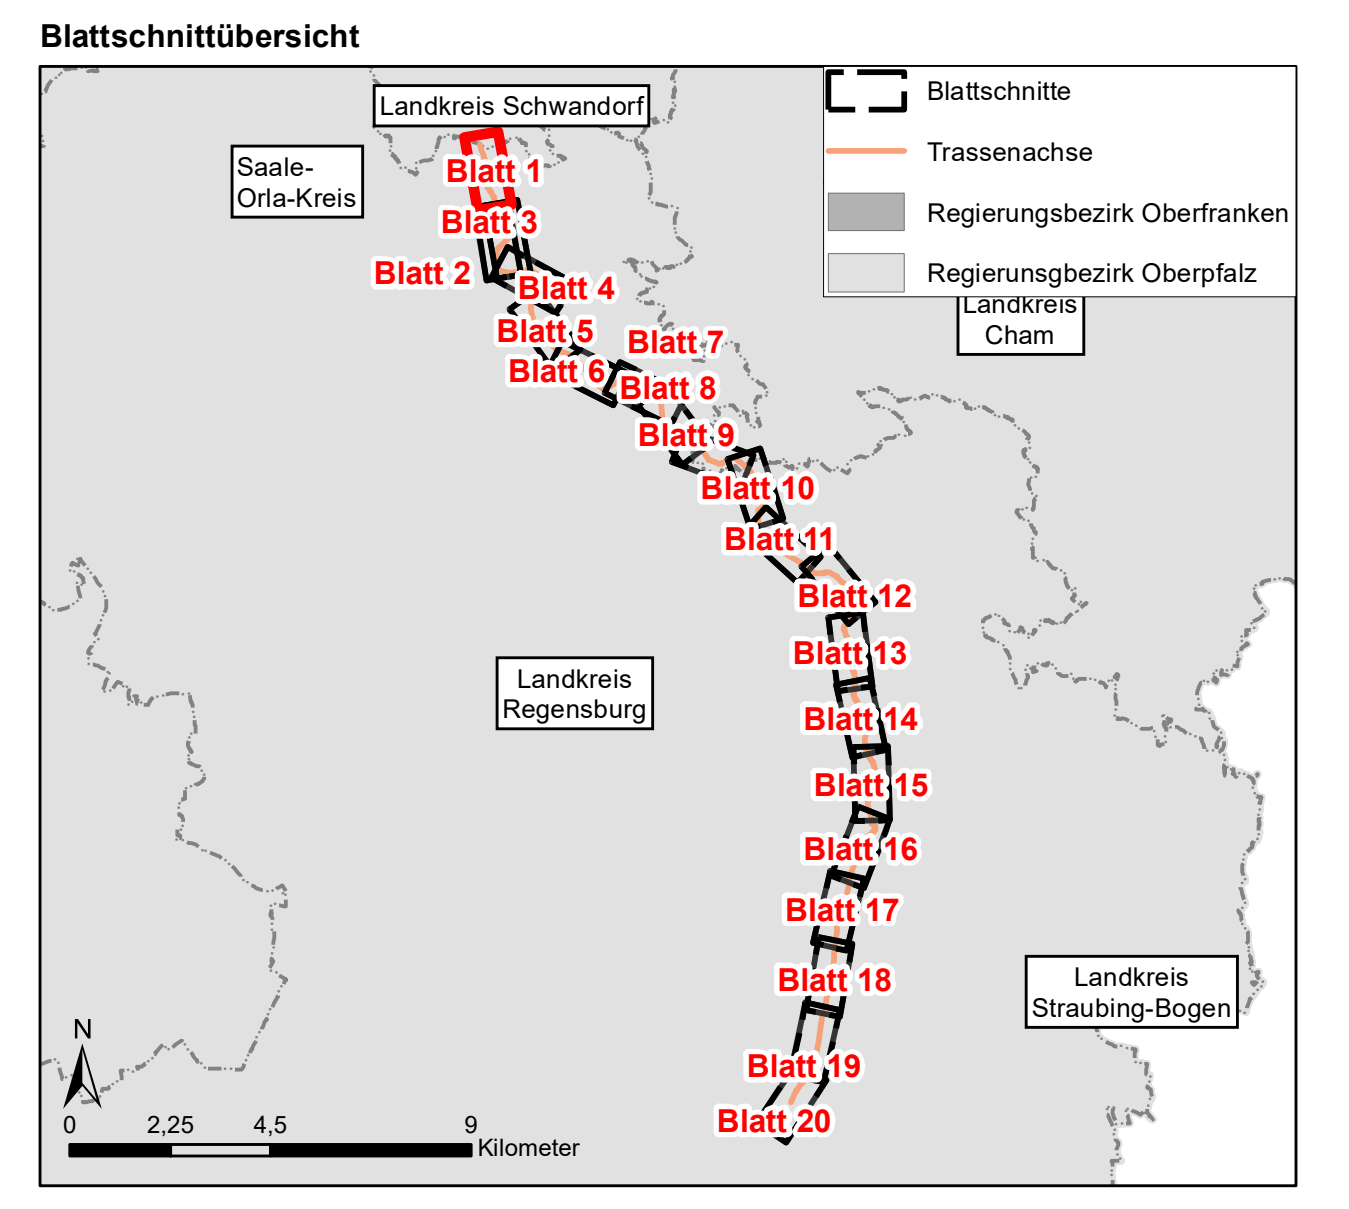 Blattschnittübersicht
Landkreis Schwandorf
Saale-
Orla-Kreis
Blattschnitte
Trassenachse
Regierungsbezirk Oberfranken
Regierunsgbezirk Oberpfalz
Landkreis
Cham
Blatt 1
Blatt 3
Blatt 2
Blatt 4
Blatt 5
Blatt 7
Blatt 6
Blatt 8
Blatt 9
Blatt 10
Blatt 11
Blatt 12
Blatt 13
Landkreis
Regensburg
Blatt 14
Blatt 15
Blatt 16
Blatt 17
Blatt 18
Landkreis
Straubing-Bogen
Blatt 19
Blatt 20
N
0 2,25 4,5 9
Kilometer